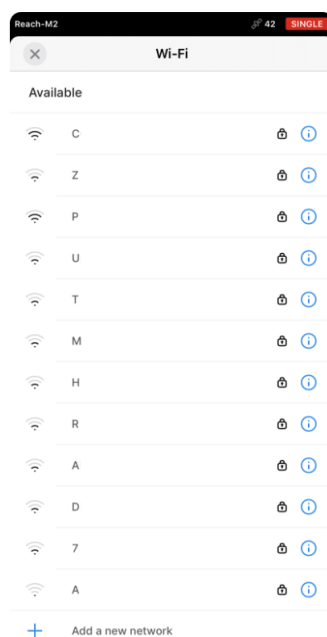 Reach-M2 42 SINGLE
Wi-Fi
Available
C
Z
P
U
T
M
H
R
A
D
7
A
Add a new network